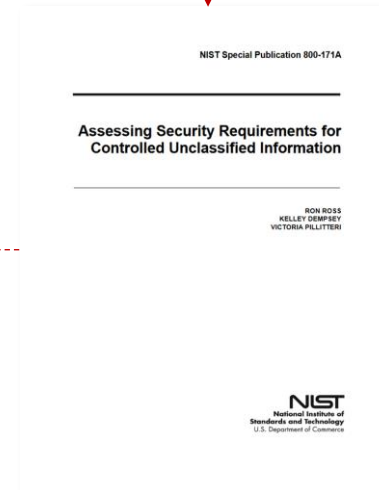 NIST Special Publication 800-171A
Assessing Security Requirements for
Controlled Unclassified Information
RON ROSS
KELLEY DEMPSEY
VICTORIA PILLITTERI
NIST
National Institute of
Standards and Technology
U.S. Department of Commerce